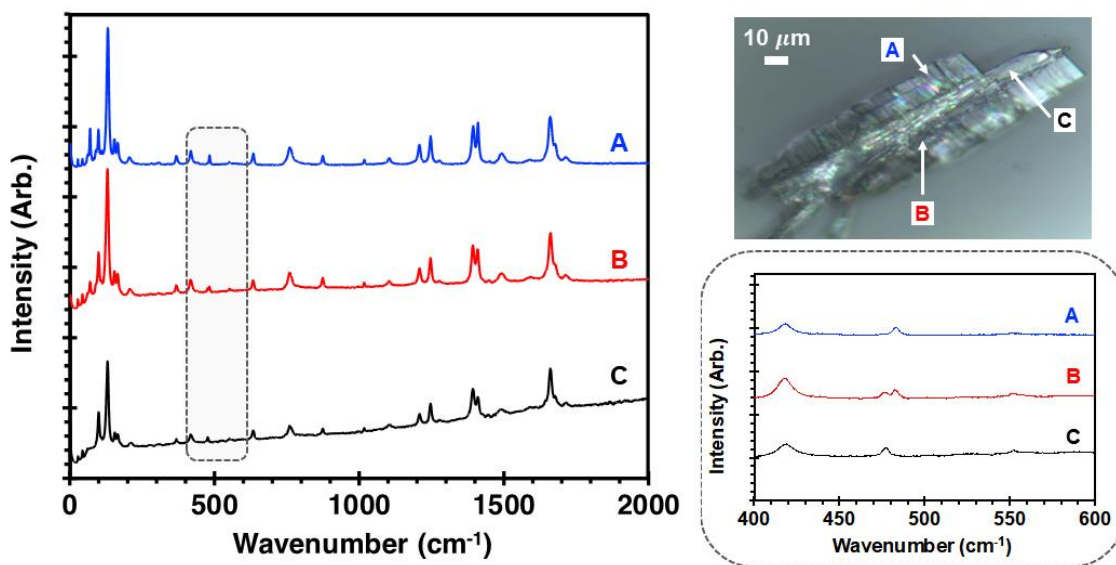 Intensity (Arb.)
A
B
C
0 500 1000 1500 2000
Wavenumber (cm-1)
10 μm
A
C
B
Intensity (Arb.)
A
B
C
400 450 500 550 600
Wavenumber (cm-1)